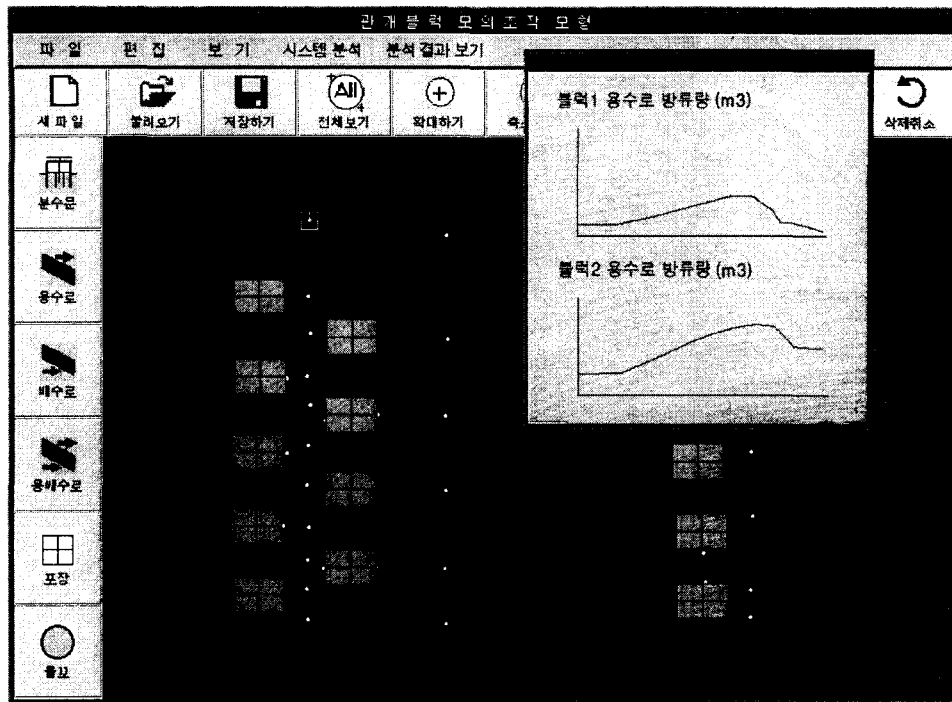 관개블럭 모의조작 모형
파 일 편 집 보 기 시스템 분석 분석 결과 보기
새 파일 불러오기 저장하기 All 전체보기 확대하기 삭제취소
분수문
용수로
배수로
용배수로
포장
물꼬
블럭1 용수로 방류량 (m3)
블럭2 용수로 방류량 (m3)